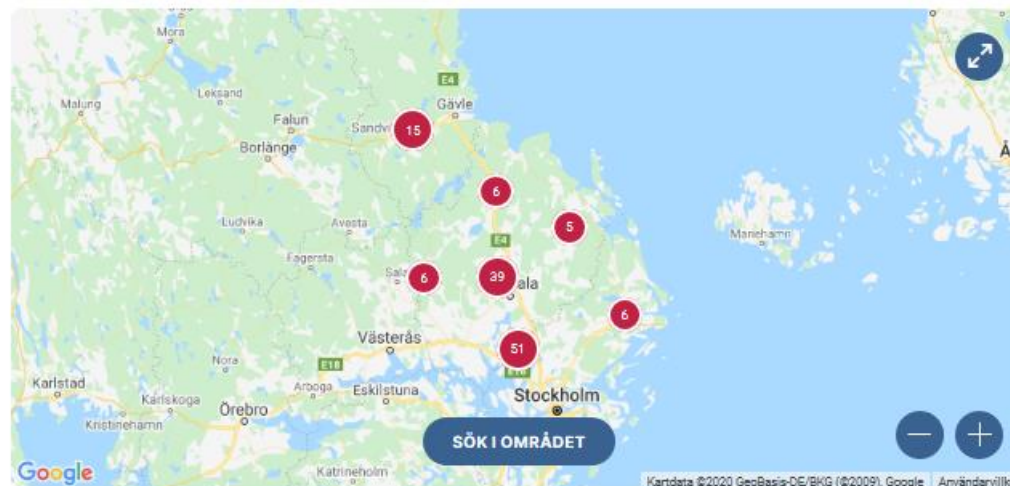 Mora
E4
Malung
Leksand
Gävle
Falun
Sandvi
15
Borlänge
6
Ludvika
Avesta
5
E4
Mariehamn
Fagersta
Sala
6
39
ala
6
Västerås
51
Nora
E18
Karlstad
Karlskoga
Arboga
Eskilstuna
Stockholm
Örebro
Kristinehamn
SÖK I OMRÅDET
Google
Katrineholm
Kartdata ©2020 GeoBasis-DE/BKG (©2009), Google
Användarvillk